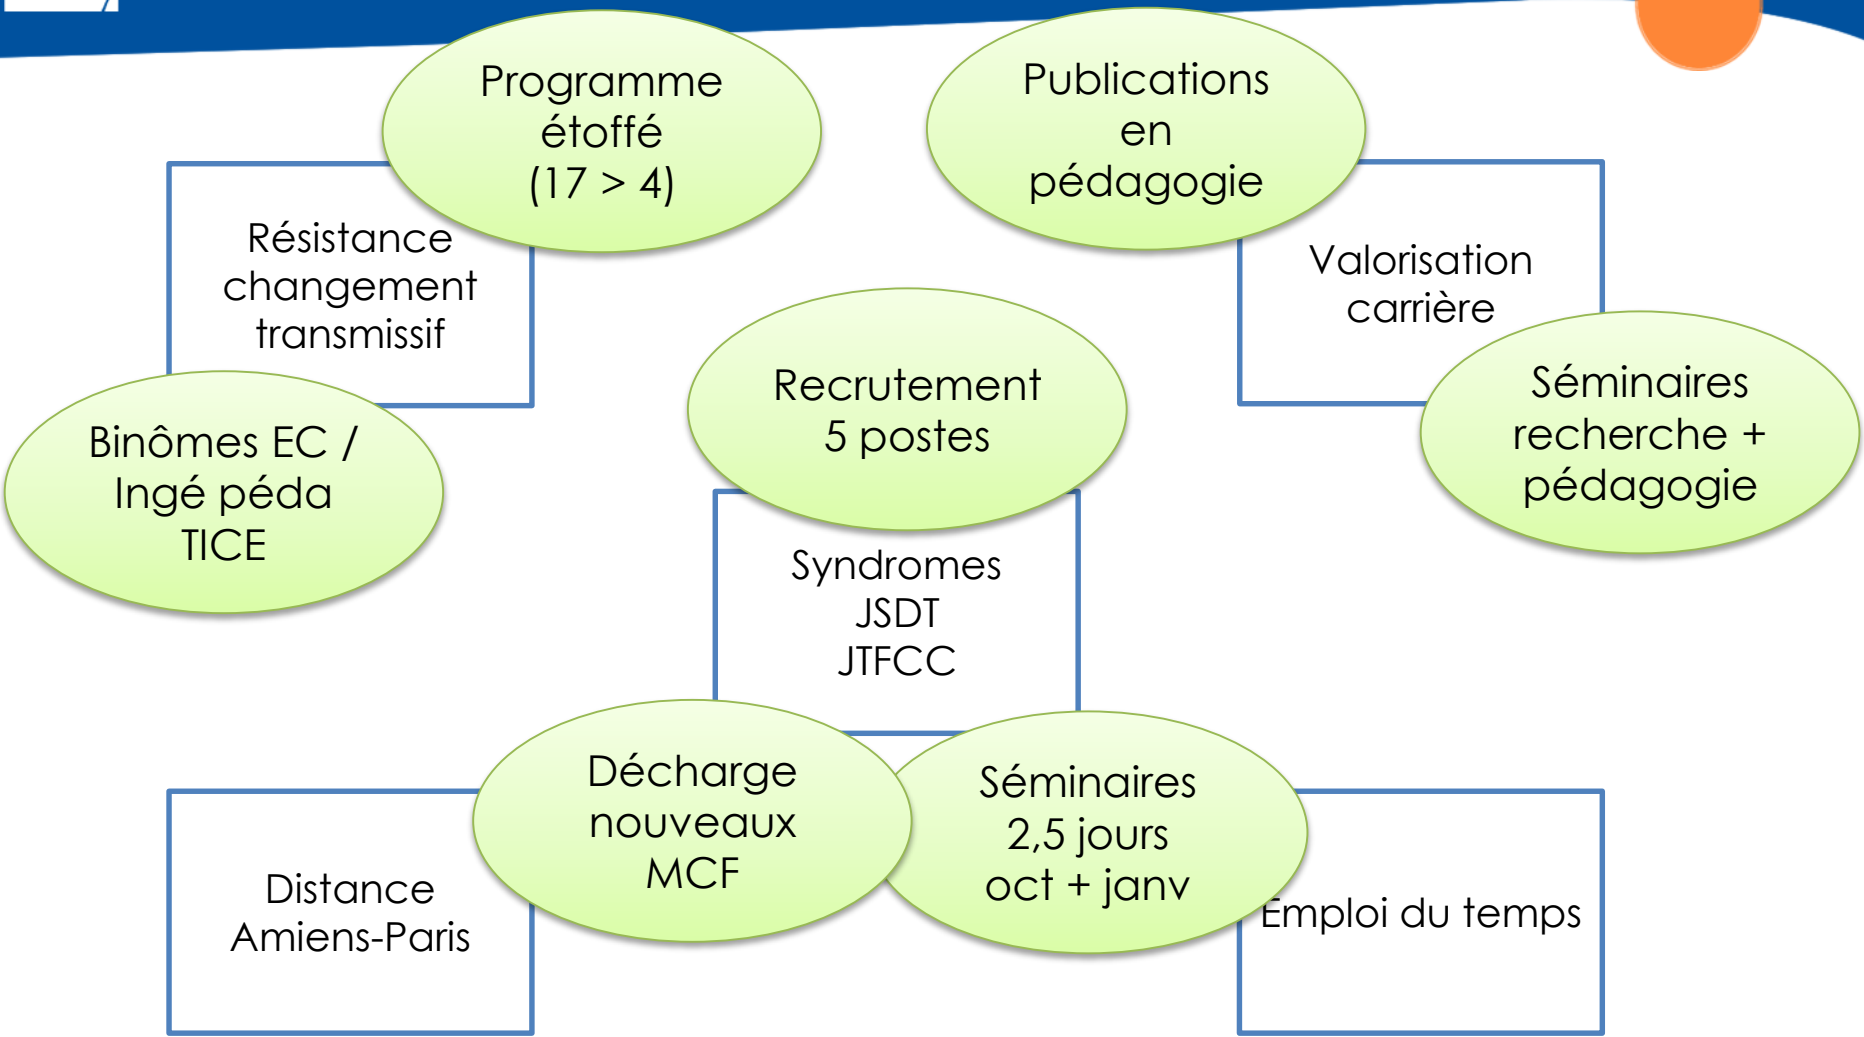 Programme
étoffé
(17 > 4)
Publications
en
pédagogie
Résistance
changement
transmissif
Valorisation
carrière
Recrutement
5 postes
Séminaires
recherche +
pédagogie
Binômes EC /
Ingé péda
TICE
Syndromes
JSDT
JTFCC
Décharge
nouveaux
MCF
Séminaires
2,5 jours
oct + janv
Distance
Amiens-Paris
Emploi du temps